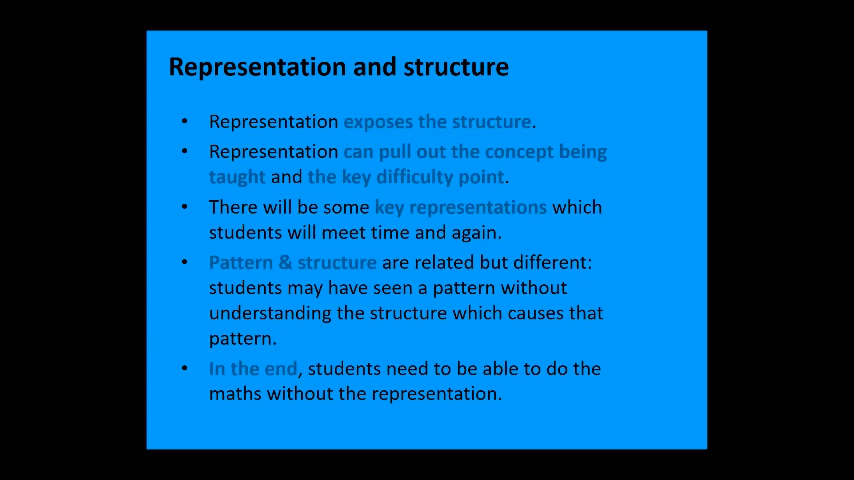 Representation and structure
• Representation exposes the structure.
• Representation can pull out the concept being
taught and the key difficulty point.
• There will be some key representations which
students will meet time and again.
• Pattern & structure are related but different:
students may have seen a pattern without
understanding the structure which causes that
pattern.
• In the end, students need to be able to do the
maths without the representation.